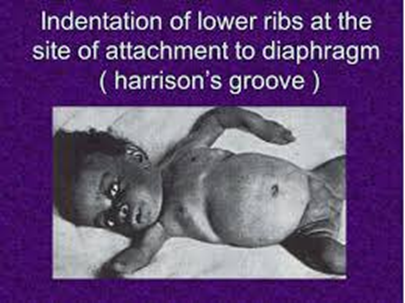 Indentation of lower ribs at the
site of attachment to diaphragm
( harrison's groove )